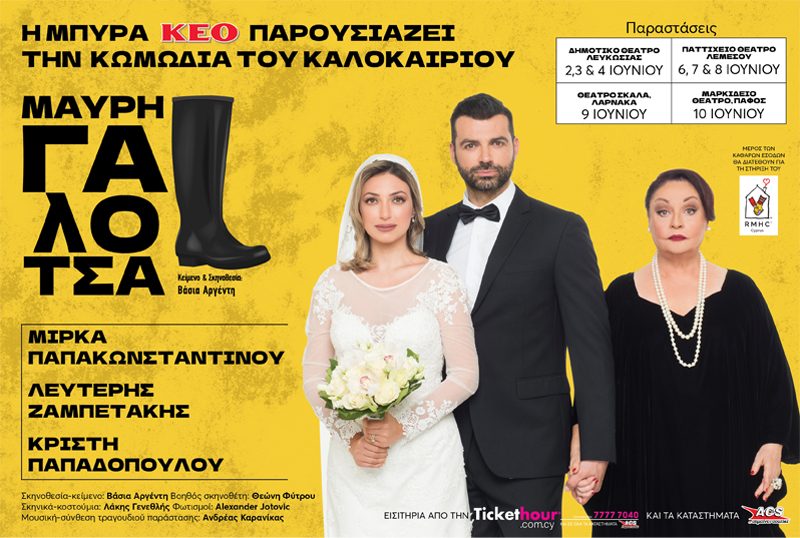 Η ΜΠΥΡΑ ΚΕΟ ΠΑΡΟΥΣΙΑΖΕΙ
ΤΗΝ ΚΩΜΩΔΙΑ ΤΟΥ ΚΑΛΟΚΑΙΡΙΟΥ
ΜΑΥΡΗ
ΓΑ
ΛΟ
ΤΣΑ
Κείμενο & Σκηνοθεσία:
Βάσια Αργέντη
ΜΙΡΚΑ
ΠΑΠΑΚΩΝΣΤΑΝΤΙΝΟΥ
ΛΕΥΤΕΡΗΣ
ΖΑΜΠΕΤΑΚΗΣ
ΚΡΙΣΤΗ
ΠΑΠΑΔΟΠΟΥΛΟΥ
Σκηνοθεσία-κείμενο: Βάσια Αργέντη Βοηθός σκηνοθέτη: Θεώνη Φύτρου
Σκηνικά-κοστούμια: Λάκης Γενεθλής Φωτισμοί: Alexander Jotovic
Μουσική-σύνθεση τραγουδιού παράστασης: Ανδρέας Καρανίκας
Παραστάσεις
ΔΗΜΟΤΙΚΟ ΘΕΑΤΡΟ
ΛΕΥΚΩΣΙΑΣ
2,3 & 4 ΙΟΥΝΙΟΥ
ΠΑΤΤΙΧΕΙΟ ΘΕΑΤΡΟ
ΛΕΜΕΣΟΥ
6, 7 & 8 ΙΟΥΝΙΟΥ
ΘΕΑΤΡΟ ΣΚΑΛΑ,
ΛΑΡΝΑΚΑ
9 ΙΟΥΝΙΟΥ
ΜΑΡΚΙΔΕΙΟ
ΘΕΑΤΡΟ, ΠΑΦΟΣ
10 ΙΟΥΝΙΟΥ
ΜΕΡΟΣ ΤΩΝ
ΚΑΘΑΡΩΝ ΕΣΟΔΩΝ
ΘΑ ΔΙΑΤΕΘΟΥΝ ΓΙΑ
ΤΗ ΣΤΗΡΙΞΗ ΤΟΥ
RMHC
Cyprus
ΕΙΣΙΤΗΡΙΑ ΑΠΟ ΤΗΝ Tickethour .com.cy 7777 7040 ACS ΚΑΙ ΤΑ ΚΑΤΑΣΤΗΜΑΤΑ ACS